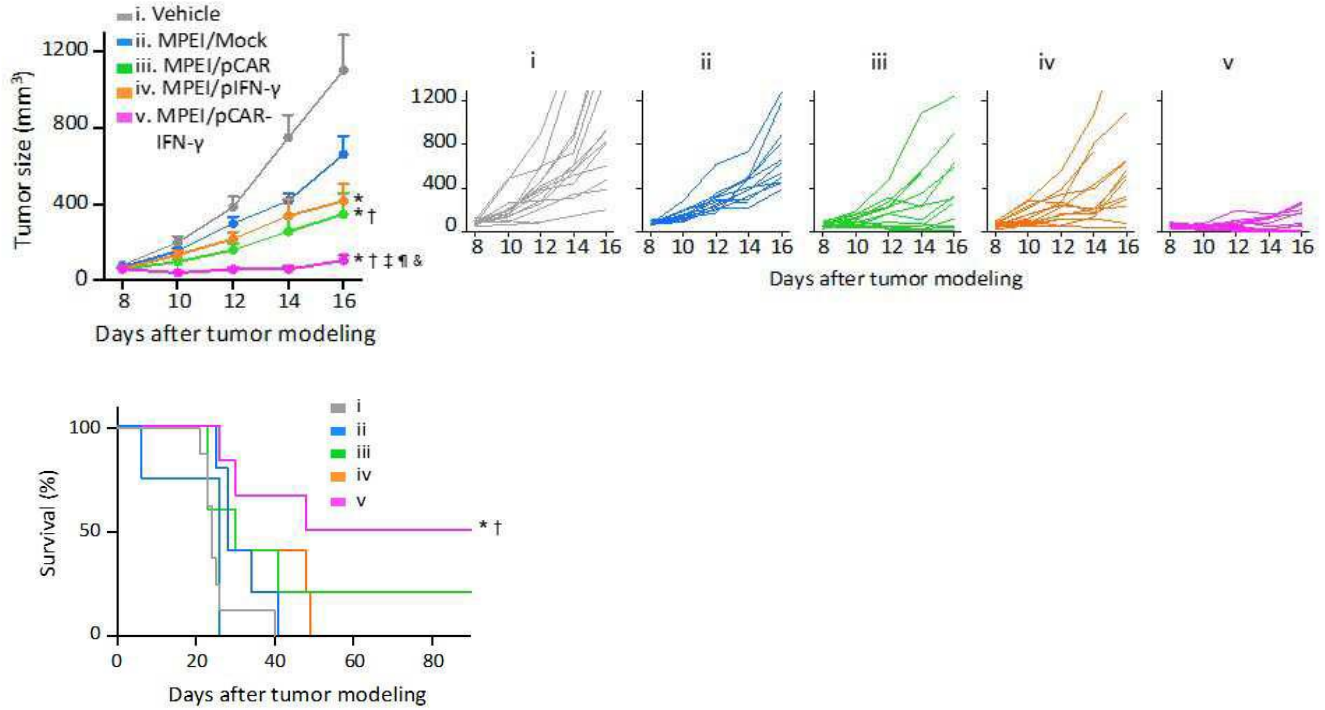 i. Vehicle
ii. MPEI/Mock
iii. MPEI/pCAR
iv. MPEI/pIFN-γ
v. MPEI/pCAR-
IFN-γ
Tumor size (mm³)
1200
800
400
0
*
* †
* † ‡ ¶ &
8 10 12 14 16
Days after tumor modeling
i ii iii iv v
1200
800
400
0
8 10 12 14 16 8 10 12 14 16 8 10 12 14 16 8 10 12 14 16 8 10 12 14 16
Days after tumor modeling
i
ii
iii
iv
v
Survival (%)
100
50
0
* †
0 20 40 60 80
Days after tumor modeling